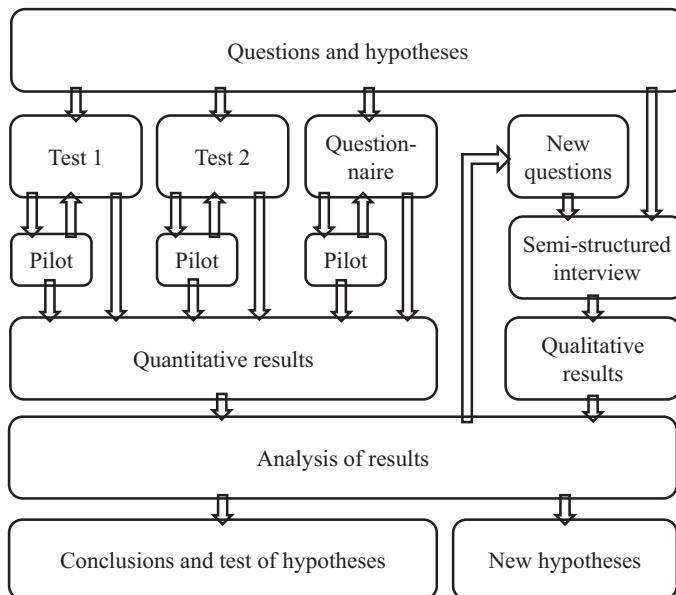 Questions and hypotheses
Test 1
Test 2
Question-
naire
New
questions
Pilot
Pilot
Pilot
Semi-structured
interview
Quantitative results
Qualitative
results
Analysis of results
Conclusions and test of hypotheses
New hypotheses